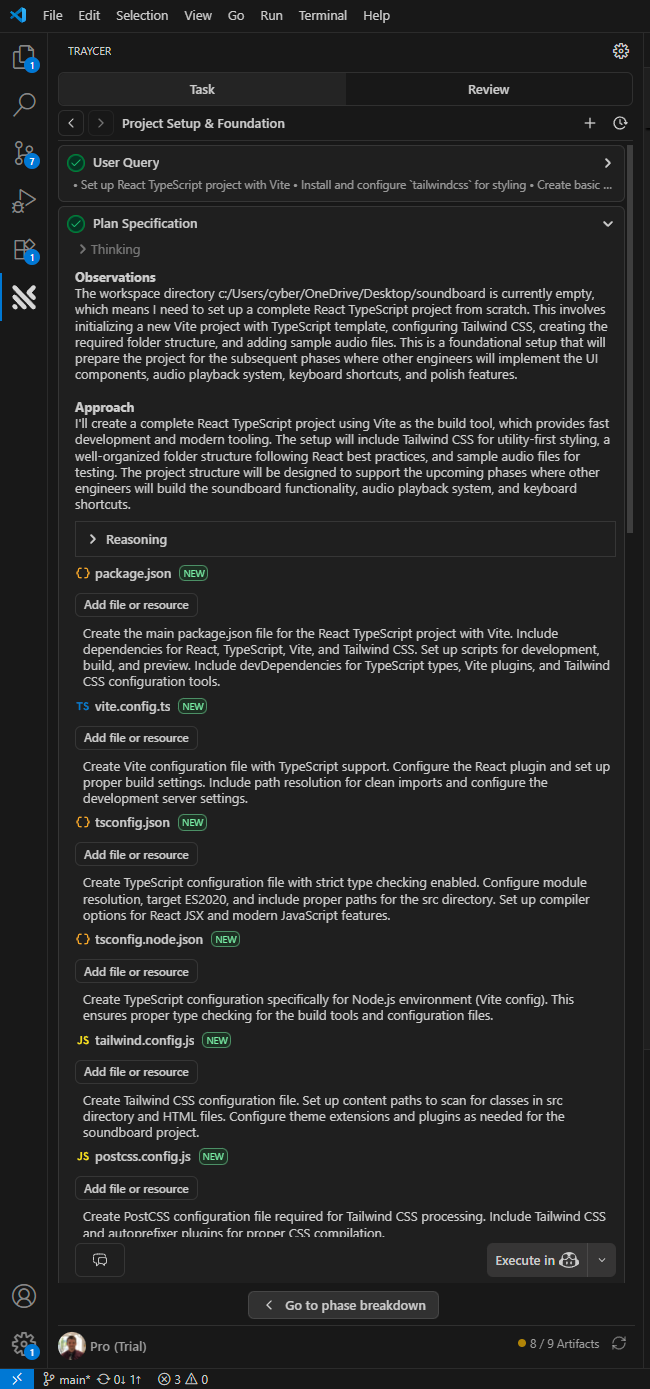 File Edit Selection View Go Run Terminal Help
TRAYCER
Task Review
Project Setup & Foundation
User Query
• Set up React TypeScript project with Vite • Install and configure `tailwindcss` for styling • Create basic ...
Plan Specification
Thinking
Observations
The workspace directory c:/Users/cyber/OneDrive/Desktop/soundboard is currently empty,
which means I need to set up a complete React TypeScript project from scratch. This involves
initializing a new Vite project with TypeScript template, configuring Tailwind CSS, creating the
required folder structure, and adding sample audio files. This is a foundational setup that will
prepare the project for the subsequent phases where other engineers will implement the UI
components, audio playback system, keyboard shortcuts, and polish features.
Approach
I'll create a complete React TypeScript project using Vite as the build tool, which provides fast
development and modern tooling. The setup will include Tailwind CSS for utility-first styling, a
well-organized folder structure following React best practices, and sample audio files for
testing. The project structure will be designed to support the upcoming phases where other
engineers will build the soundboard functionality, audio playback system, and keyboard
shortcuts.
Reasoning
{} package.json NEW
Add file or resource
Create the main package.json file for the React TypeScript project with Vite. Include
dependencies for React, TypeScript, Vite, and Tailwind CSS. Set up scripts for development,
build, and preview. Include devDependencies for TypeScript types, Vite plugins, and Tailwind
CSS configuration tools.
TS vite.config.ts NEW
Add file or resource
Create Vite configuration file with TypeScript support. Configure the React plugin and set up
proper build settings. Include path resolution for clean imports and configure the
development server settings.
{} tsconfig.json NEW
Add file or resource
Create TypeScript configuration file with strict type checking enabled. Configure module
resolution, target ES2020, and include proper paths for the src directory. Set up compiler
options for React JSX and modern JavaScript features.
{} tsconfig.node.json NEW
Add file or resource
Create TypeScript configuration specifically for Node.js environment (Vite config). This
ensures proper type checking for the build tools and configuration files.
JS tailwind.config.js NEW
Add file or resource
Create Tailwind CSS configuration file. Set up content paths to scan for classes in src
directory and HTML files. Configure theme extensions and plugins as needed for the
soundboard project.
JS postcss.config.js NEW
Add file or resource
Create PostCSS configuration file required for Tailwind CSS processing. Include Tailwind CSS
and autoprefixer plugins for proper CSS compilation.
Execute in
Go to phase breakdown
Pro (Trial) 8 / 9 Artifacts
1
7
1
1
main* 0↓ 1↑ 3 0